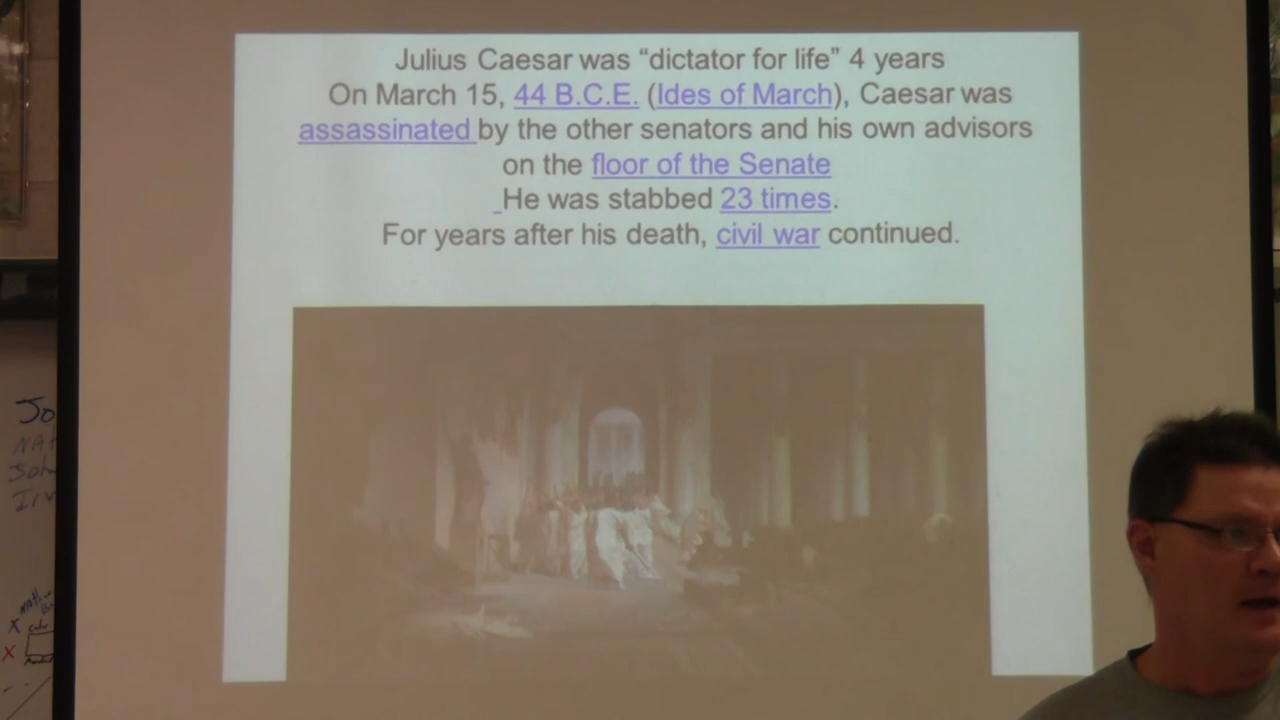 Julius Caesar was “dictator for life” 4 years
On March 15, 44 B.C.E. (Ides of March), Caesar was
assassinated by the other senators and his own advisors
on the floor of the Senate
He was stabbed 23 times.
For years after his death, civil war continued.
Jo